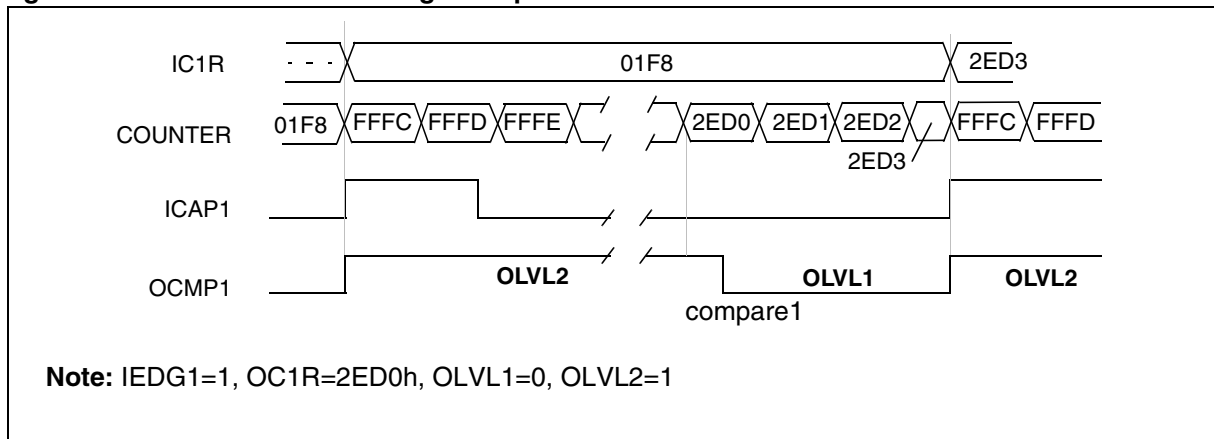 IC1R - - - 01F8 2ED3
COUNTER 01F8 FFFC FFFD FFFE 2ED0 2ED1 2ED2 FFFC FFFD
2ED3
ICAP1
OCMP1 OLVL2 OLVL1 OLVL2
compare1
Note: IEDG1=1, OC1R=2ED0h, OLVL1=0, OLVL2=1